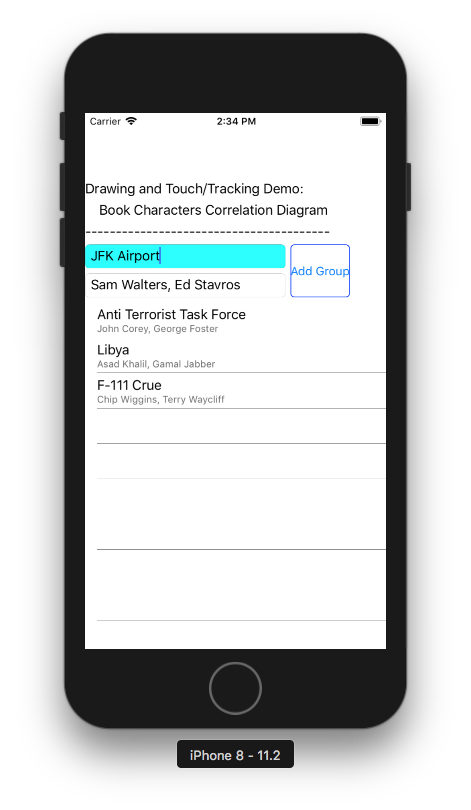 Carrier 2:34 PM
Drawing and Touch/Tracking Demo:
Book Characters Correlation Diagram
----------------------------------------
JFK Airport
Sam Walters, Ed Stavros
Add Group
Anti Terrorist Task Force
John Corey, George Foster
Libya
Asad Khalil, Gamal Jabber
F-111 Crue
Chip Wiggins, Terry Waycliff
iPhone 8 - 11.2